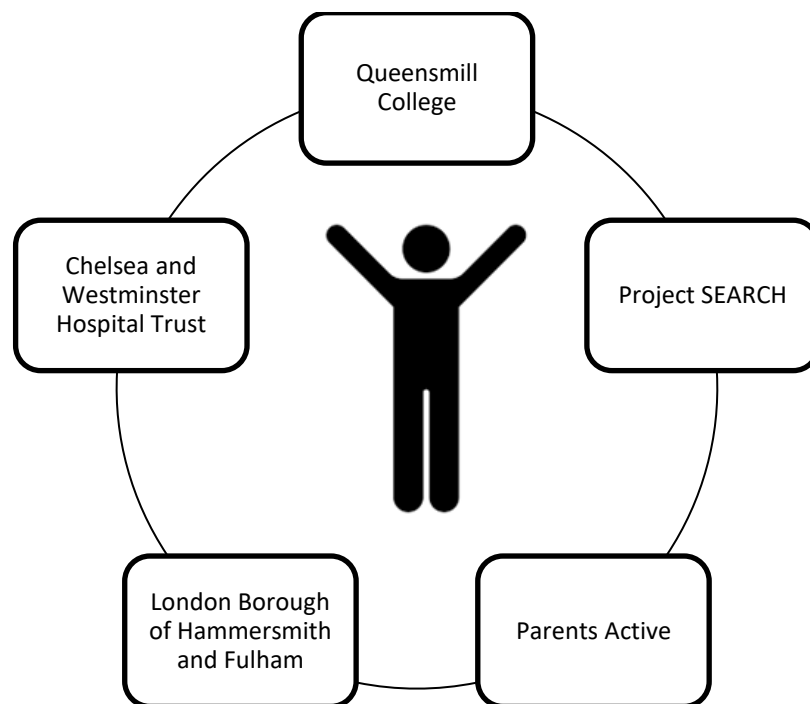 Queensmill
College
Chelsea and
Westminster
Hospital Trust
Project SEARCH
London Borough
of Hammersmith
and Fulham
Parents Active